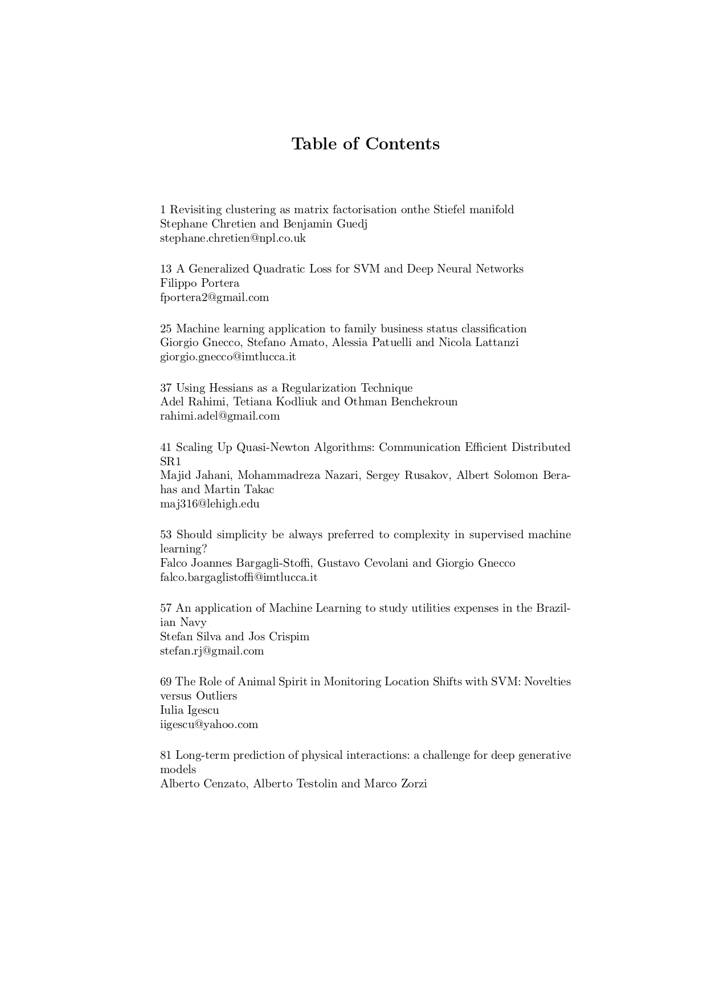 Table of Contents
1 Revisiting clustering as matrix factorisation onthe Stiefel manifold
Stephane Chretien and Benjamin Guedj
stephane.chretien@npl.co.uk
13 A Generalized Quadratic Loss for SVM and Deep Neural Networks
Filippo Portera
fportera2@gmail.com
25 Machine learning application to family business status classification
Giorgio Gnecco, Stefano Amato, Alessia Patuelli and Nicola Lattanzi
giorgio.gnecco@imtlucca.it
37 Using Hessians as a Regularization Technique
Adel Rahimi, Tetiana Kodliuk and Othman Benchekroun
rahimi.adel@gmail.com
41 Scaling Up Quasi-Newton Algorithms: Communication Efficient Distributed
SR1
Majid Jahani, Mohammadreza Nazari, Sergey Rusakov, Albert Solomon Bera-
has and Martin Takac
maj316@lehigh.edu
53 Should simplicity be always preferred to complexity in supervised machine
learning?
Falco Joannes Bargagli-Stoffi, Gustavo Cevolani and Giorgio Gnecco
falco.bargaglistoffi@imtlucca.it
57 An application of Machine Learning to study utilities expenses in the Brazil-
ian Navy
Stefan Silva and Jos Crispim
stefan.rj@gmail.com
69 The Role of Animal Spirit in Monitoring Location Shifts with SVM: Novelties
versus Outliers
Iulia Igescu
iigescu@yahoo.com
81 Long-term prediction of physical interactions: a challenge for deep generative
models
Alberto Cenzato, Alberto Testolin and Marco Zorzi